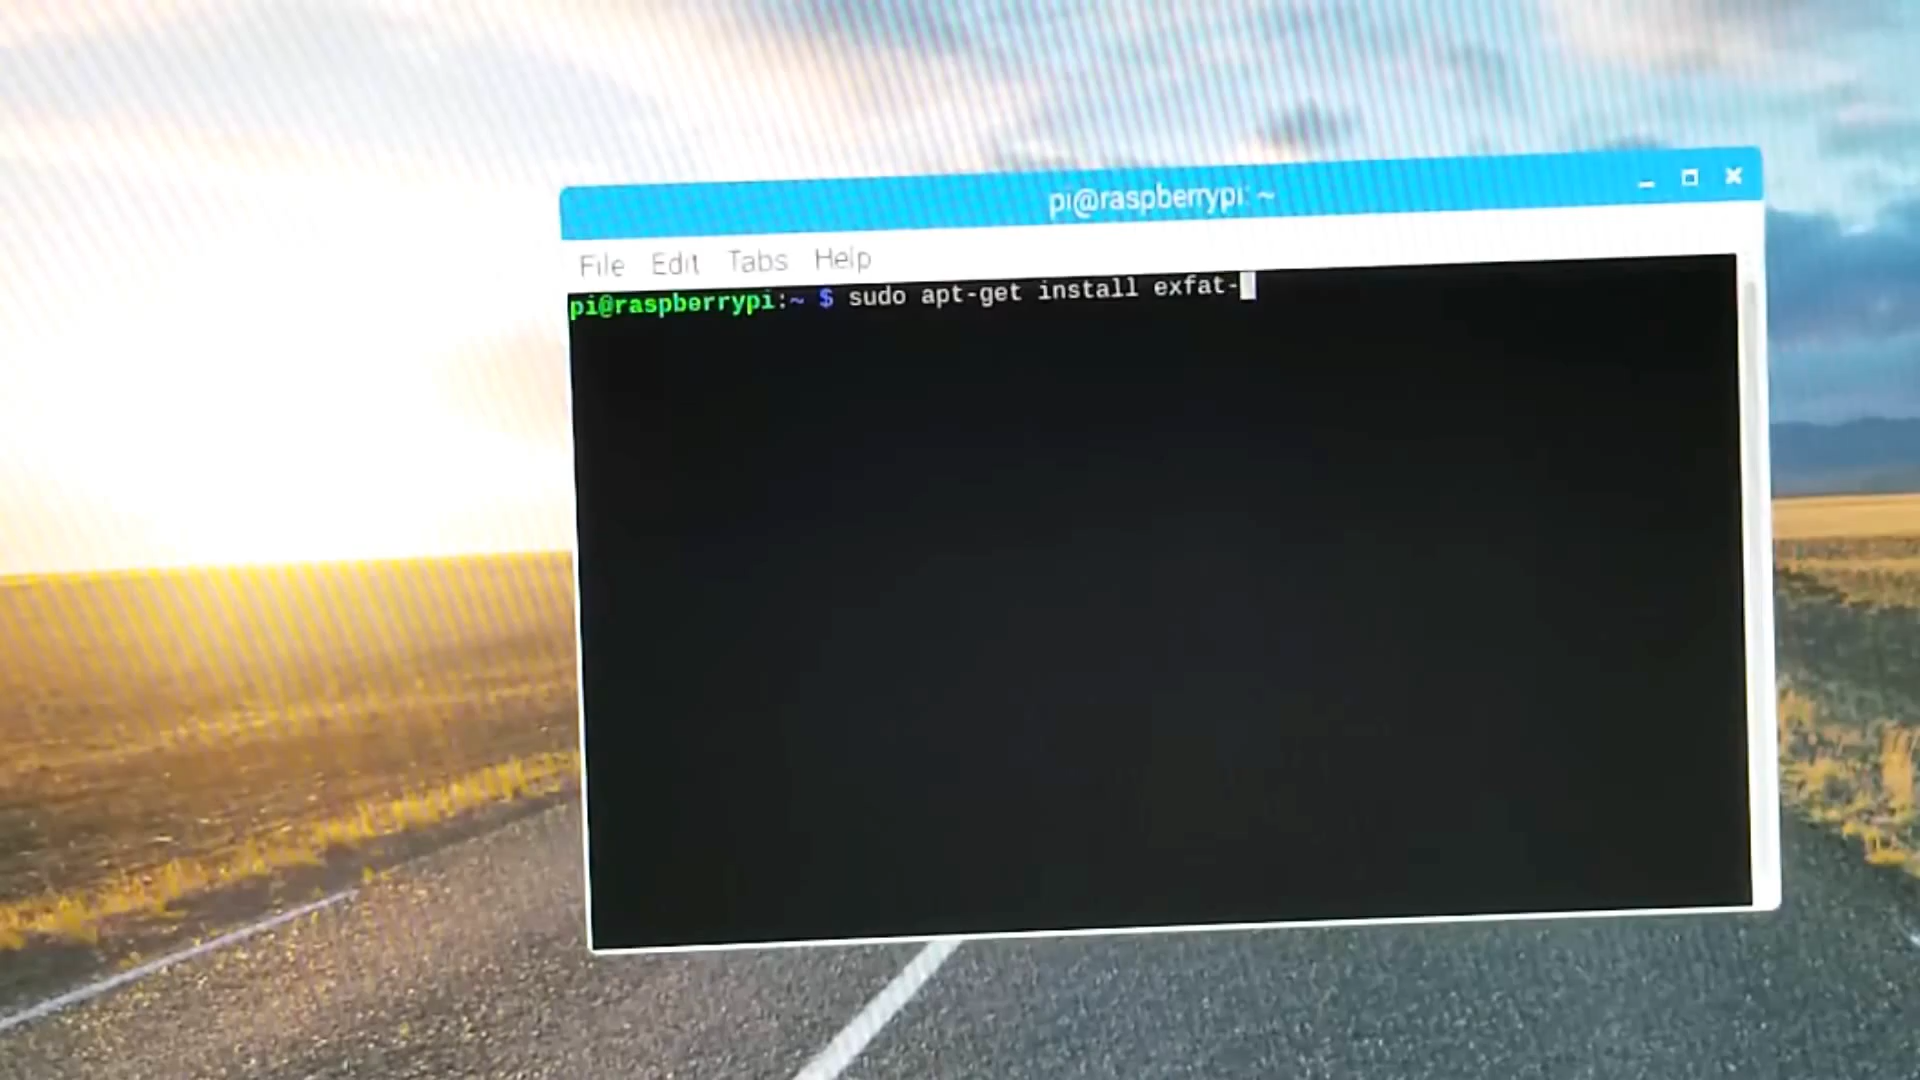 pi@raspberrypi: ~
File Edit Tabs Help
pi@raspberrypi:~ $ sudo apt-get install exfat-